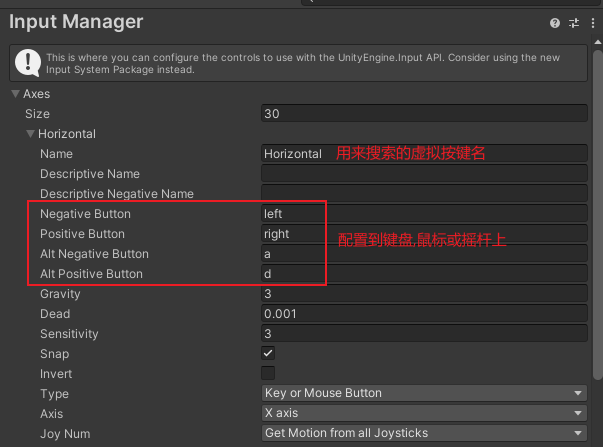 Input Manager
This is where you can configure the controls to use with the UnityEngine.Input API. Consider using the new
Input System Package instead.
Axes
Size 30
Horizontal
Name Horizontal 用来搜索的虚拟按键名
Descriptive Name
Descriptive Negative Name
Negative Button left
Positive Button right 配置到键盘,鼠标或摇杆上
Alt Negative Button a
Alt Positive Button d
Gravity 3
Dead 0.001
Sensitivity 3
Snap
Invert
Type Key or Mouse Button
Axis X axis
Joy Num Get Motion from all Joysticks